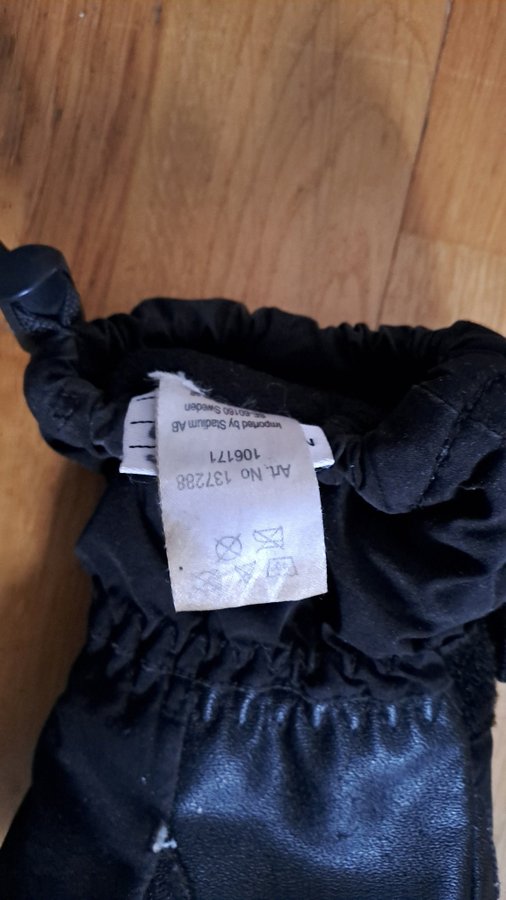 Art. No 137288
106171
Imported by Stadium AB
SE-60160 Sweden